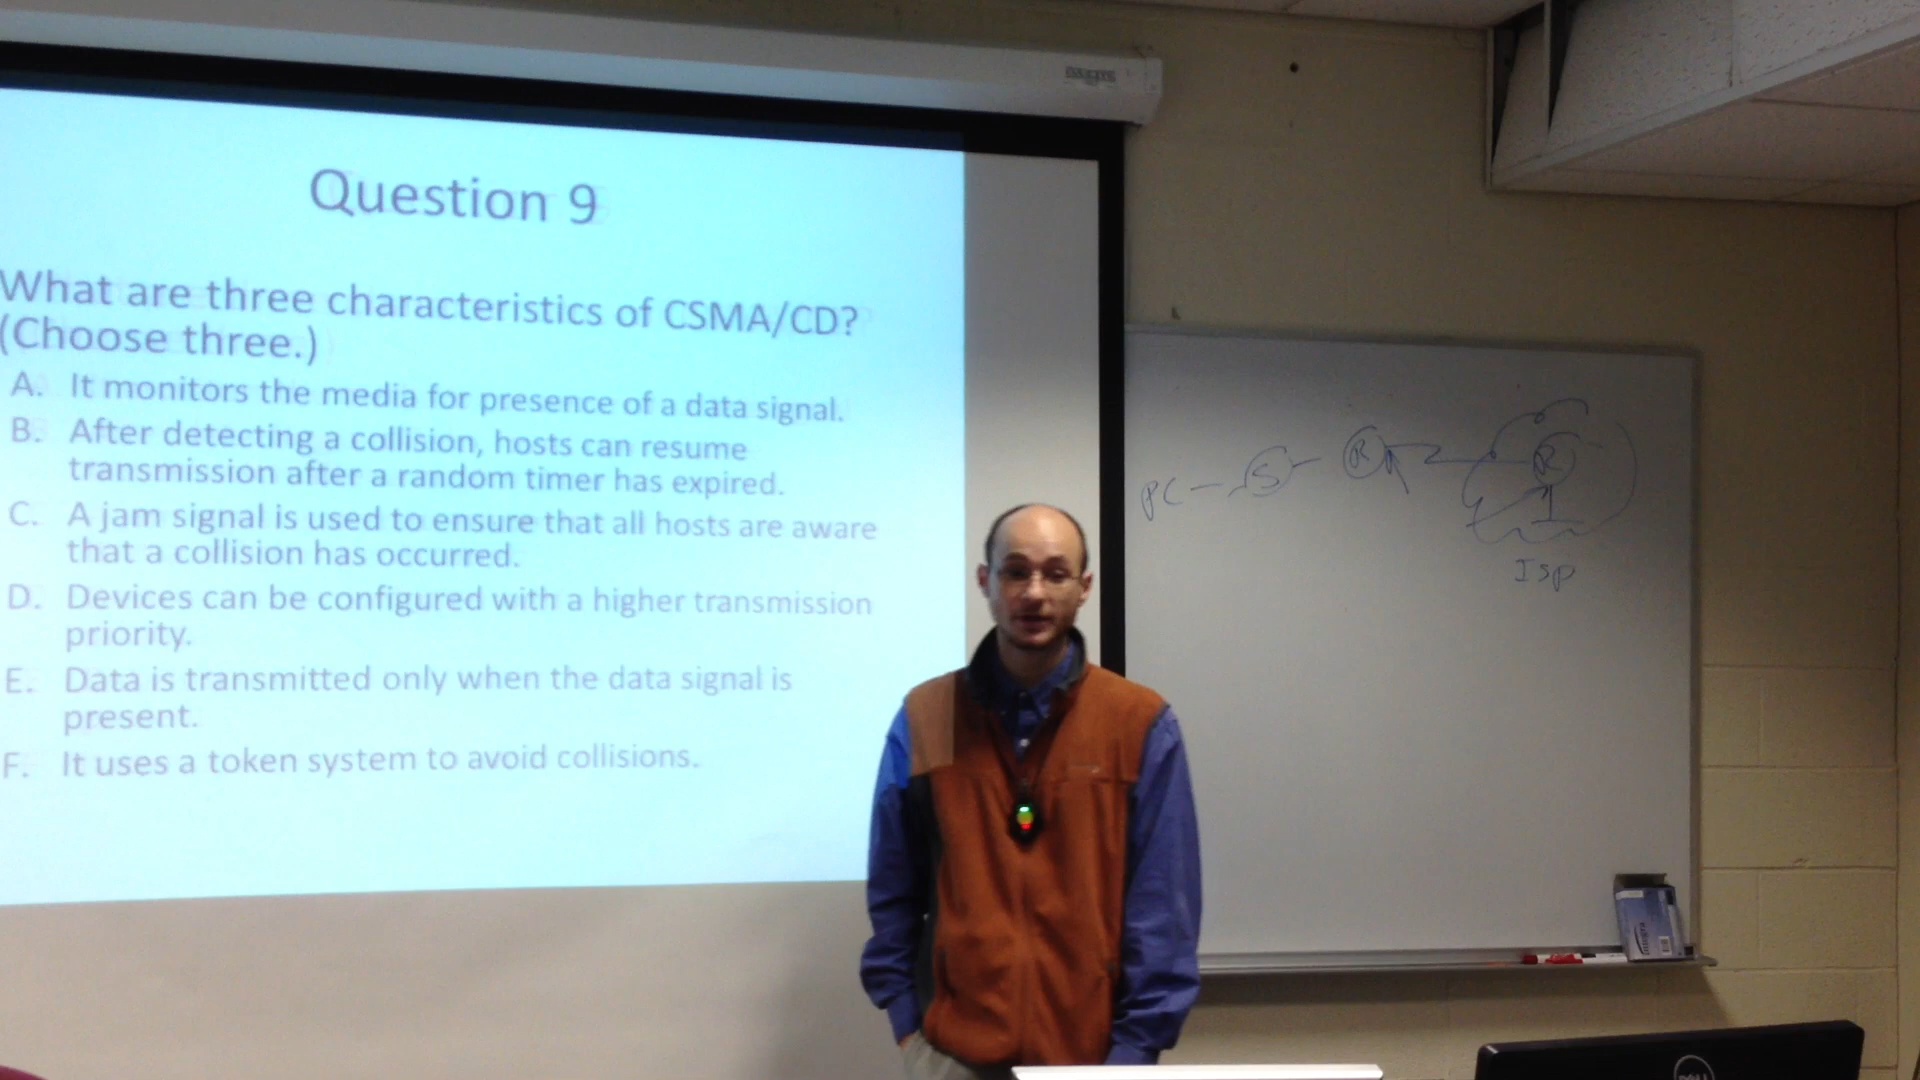 Question 9
What are three characteristics of CSMA/CD?
(Choose three.)
A. It monitors the media for presence of a data signal.
B. After detecting a collision, hosts can resume
transmission after a random timer has expired.
C. A jam signal is used to ensure that all hosts are aware
that a collision has occurred.
D. Devices can be configured with a higher transmission
priority.
E. Data is transmitted only when the data signal is
present.
F. It uses a token system to avoid collisions.
PC S R R
ISP
integra
DELL